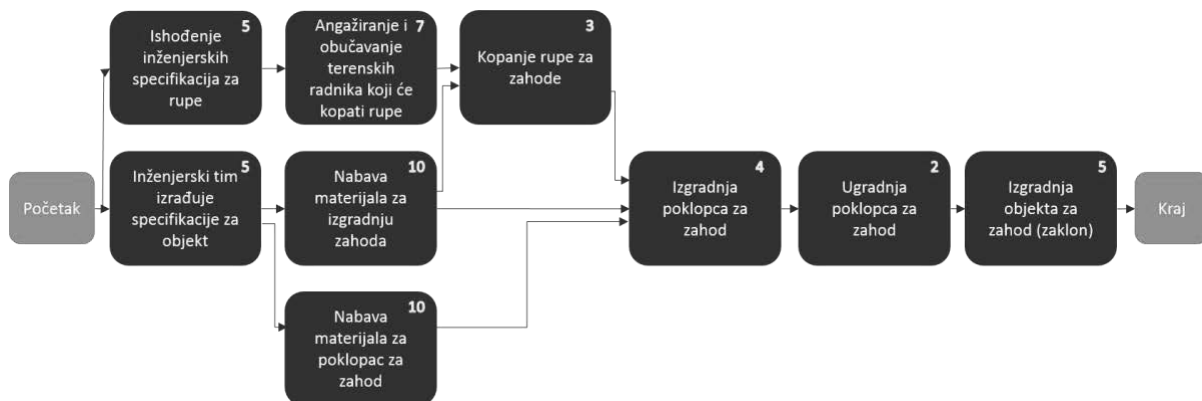 5
Ishođenje
inženjerskih
specifikacija za
rupe
7
Angažiranje i
obučavanje
terenskih
radnika koji će
kopati rupe
3
Kopanje rupe za
zahode
Početak
5
Inženjerski tim
izrađuje
specifikacije za
objekt
10
Nabava
materijala za
izgradnju
zahoda
4
Izgradnja
poklopca za
zahod
2
Ugradnja
poklopca za
zahod
5
Izgradnja
objekta za
zahod (zaklon)
Kraj
10
Nabava
materijala za
poklopac za
zahod